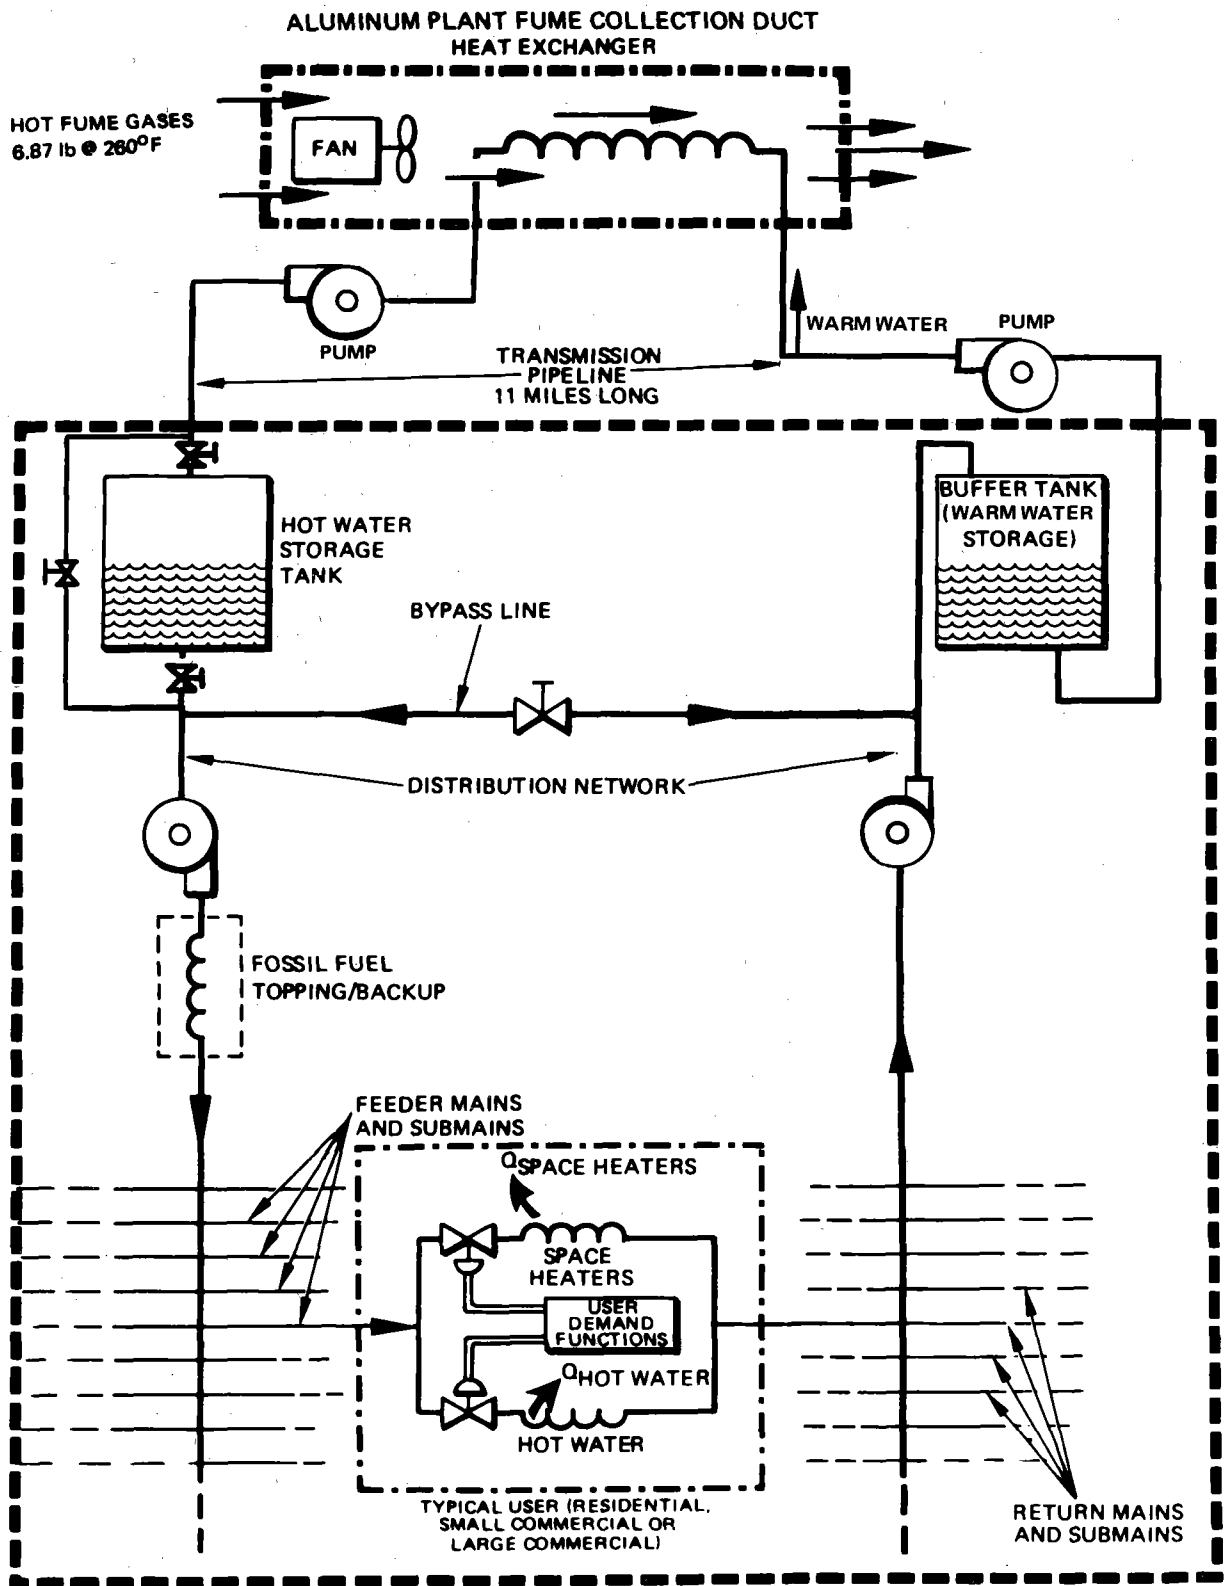 ALUMINUM PLANT FUME COLLECTION DUCT
HEAT EXCHANGER
HOT FUME GASES
6.87 lb @ 260°F
FAN
PUMP
WARM WATER
PUMP
TRANSMISSION
PIPELINE
11 MILES LONG
HOT WATER
STORAGE
TANK
BUFFER TANK
(WARM WATER
STORAGE)
BYPASS LINE
DISTRIBUTION NETWORK
FOSSIL FUEL
TOPPING/BACKUP
FEEDER MAINS
AND SUBMAINS
QSPACE HEATERS
SPACE
HEATERS
USER
DEMAND
FUNCTIONS
QHOT WATER
HOT WATER
TYPICAL USER (RESIDENTIAL,
SMALL COMMERCIAL OR
LARGE COMMERCIAL)
RETURN MAINS
AND SUBMAINS